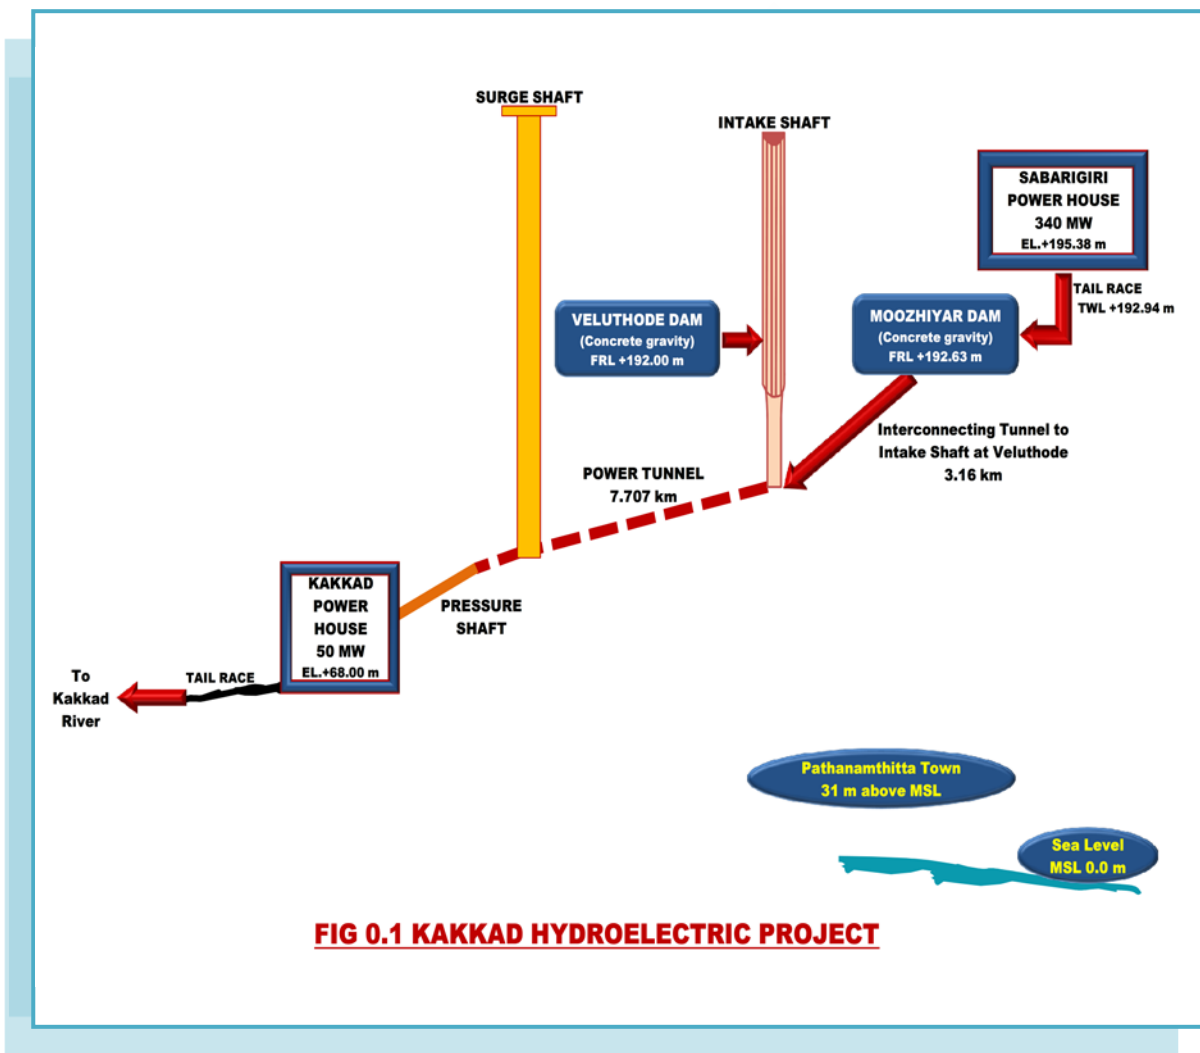 SURGE SHAFT
INTAKE SHAFT
SABARIGIRI
POWER HOUSE
340 MW
EL.+195.38 m
TAIL RACE
TWL +192.94 m
VELUTHODE DAM
(Concrete gravity)
FRL +192.00 m
MOOZHIYAR DAM
(Concrete gravity)
FRL +192.63 m
Interconnecting Tunnel to
Intake Shaft at Veluthode
3.16 km
POWER TUNNEL
7.707 km
KAKKAD
POWER
HOUSE
50 MW
EL.+68.00 m
PRESSURE
SHAFT
TAIL RACE
To
Kakkad
River
Pathanamthitta Town
31 m above MSL
Sea Level
MSL 0.0 m
FIG 0.1 KAKKAD HYDROELECTRIC PROJECT